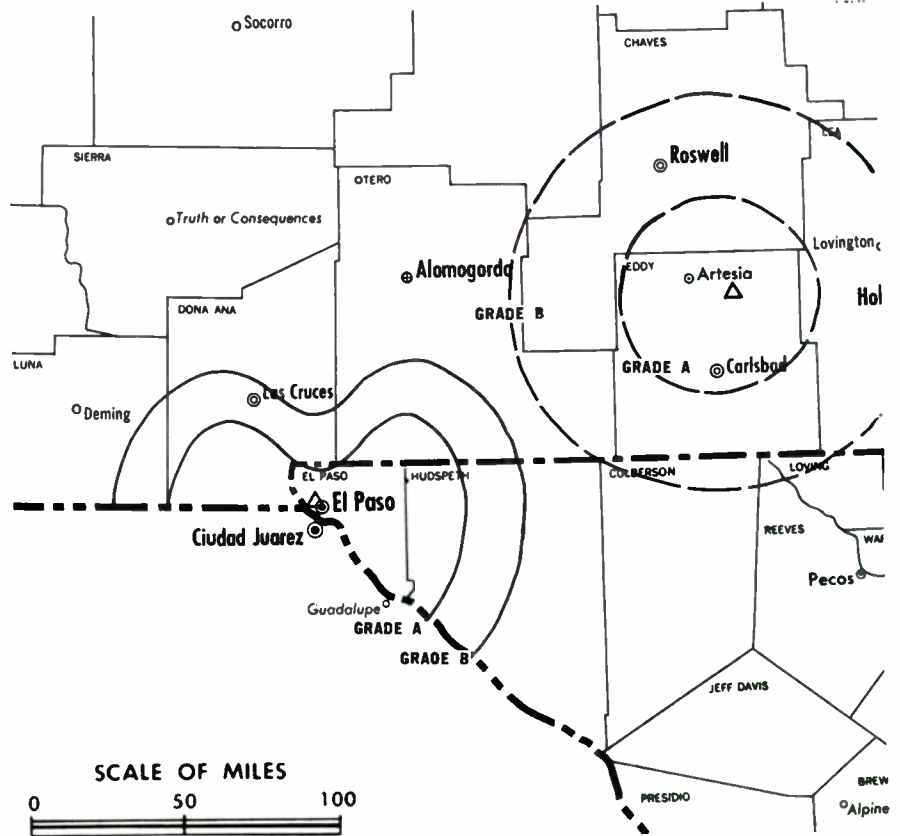 Socorro
CHAVES
LEA
Roswell
SIERRA
OTERO
Truth or Consequences
Lovington
Alomogordo
EDDY
Artesia
Hol
DONA ANA
GRADE B
LUNA
GRADE A
Carlsbad
Las Cruces
Deming
EL PASO
HUDSPETH
CULBERSON
LOVING
El Paso
REEVES
Ciudad Juarez
WAR
Pecos
Guadalupe
GRADE A
GRADE B
JEFF DAVIS
SCALE OF MILES
BREW
0 50 100
PRESIDIO
Alpine